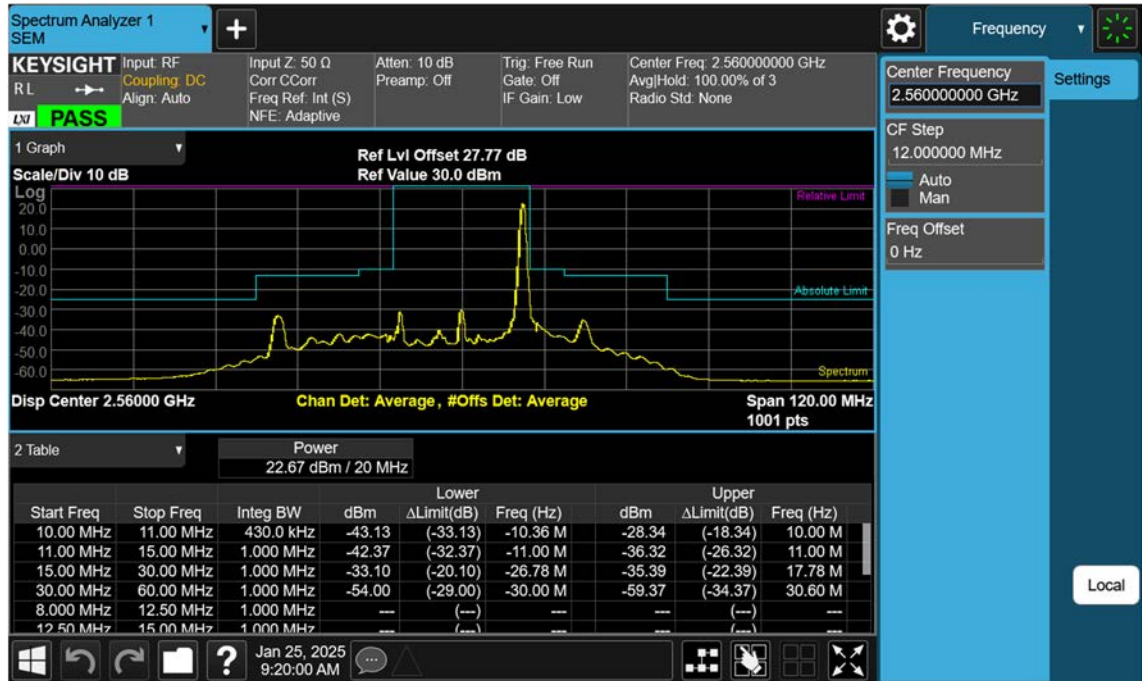 Spectrum Analyzer 1
SEM
Frequency
KEYSIGHT
RL
LXI PASS
Input: RF
Coupling: DC
Align: Auto
Input Z: 50 Ω
Corr CCorr
Freq Ref: Int (S)
NFE: Adaptive
Atten: 10 dB
Preamp: Off
Trig: Free Run
Gate: Off
IF Gain: Low
Center Freq: 2.560000000 GHz
Avg|Hold: 100.00% of 3
Radio Std: None
Center Frequency
2.560000000 GHz
Settings
CF Step
12.000000 MHz
Auto
Man
Freq Offset
0 Hz
1 Graph
Ref Lvl Offset 27.77 dB
Scale/Div 10 dB
Ref Value 30.0 dBm
Log
Relative Limit
20.0
10.0
0.00
-10.0
-20.0
Absolute Limit
-30.0
-40.0
-50.0
-60.0
Spectrum
Disp Center 2.56000 GHz
Chan Det: Average, #Offs Det: Average
Span 120.00 MHz
1001 pts
2 Table
Power
22.67 dBm / 20 MHz
Lower Upper
Start Freq Stop Freq Integ BW dBm ΔLimit(dB) Freq (Hz) dBm ΔLimit(dB) Freq (Hz)
10.00 MHz 11.00 MHz 430.0 kHz -43.13 (-33.13) -10.36 M -28.34 (-18.34) 10.00 M
11.00 MHz 15.00 MHz 1.000 MHz -42.37 (-32.37) -11.00 M -36.32 (-26.32) 11.00 M
15.00 MHz 30.00 MHz 1.000 MHz -33.10 (-20.10) -26.78 M -35.39 (-22.39) 17.78 M
30.00 MHz 60.00 MHz 1.000 MHz -54.00 (-29.00) -30.00 M -59.37 (-34.37) 30.60 M
8.000 MHz 12.50 MHz 1.000 MHz --- (---) --- --- (---) ---
12.50 MHz 15.00 MHz 1.000 MHz --- (---) --- --- (---) ---
Local
?
Jan 25, 2025
9:20:00 AM